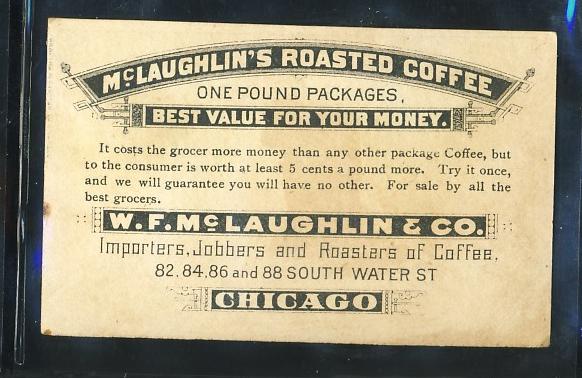 McLAUGHLIN'S ROASTED COFFEE
ONE POUND PACKAGES,
BEST VALUE FOR YOUR MONEY.
It costs the grocer more money than any other package Coffee, but
to the consumer is worth at least 5 cents a pound more. Try it once,
and we will guarantee you will have no other. For sale by all the
best grocers.
W. F. McLAUGHLIN & CO.
Importers, Jobbers and Roasters of Coffee,
82, 84, 86 and 88 SOUTH WATER ST
CHICAGO